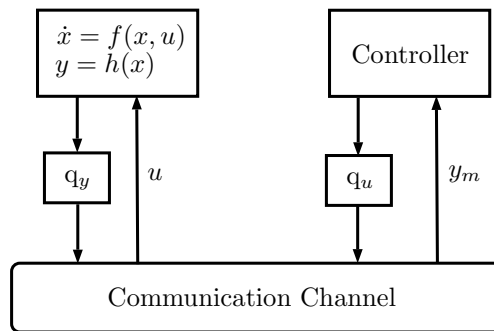 ẋ = f(x, u)
y = h(x)
Controller
q_y
u
q_u
y_m
Communication Channel